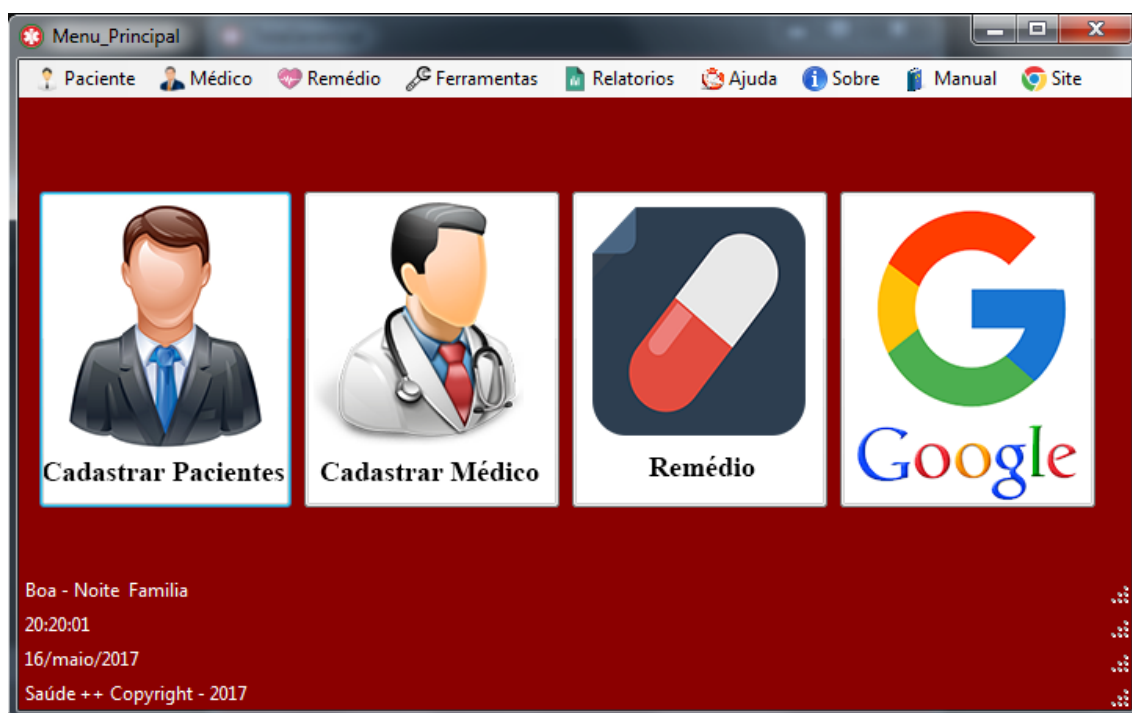 Menu_Principal
Paciente Médico Remédio Ferramentas Relatorios Ajuda Sobre Manual Site
Cadastrar Pacientes Cadastrar Médico Remédio Google
Boa - Noite Familia
20:20:01
16/maio/2017
Saúde ++ Copyright - 2017